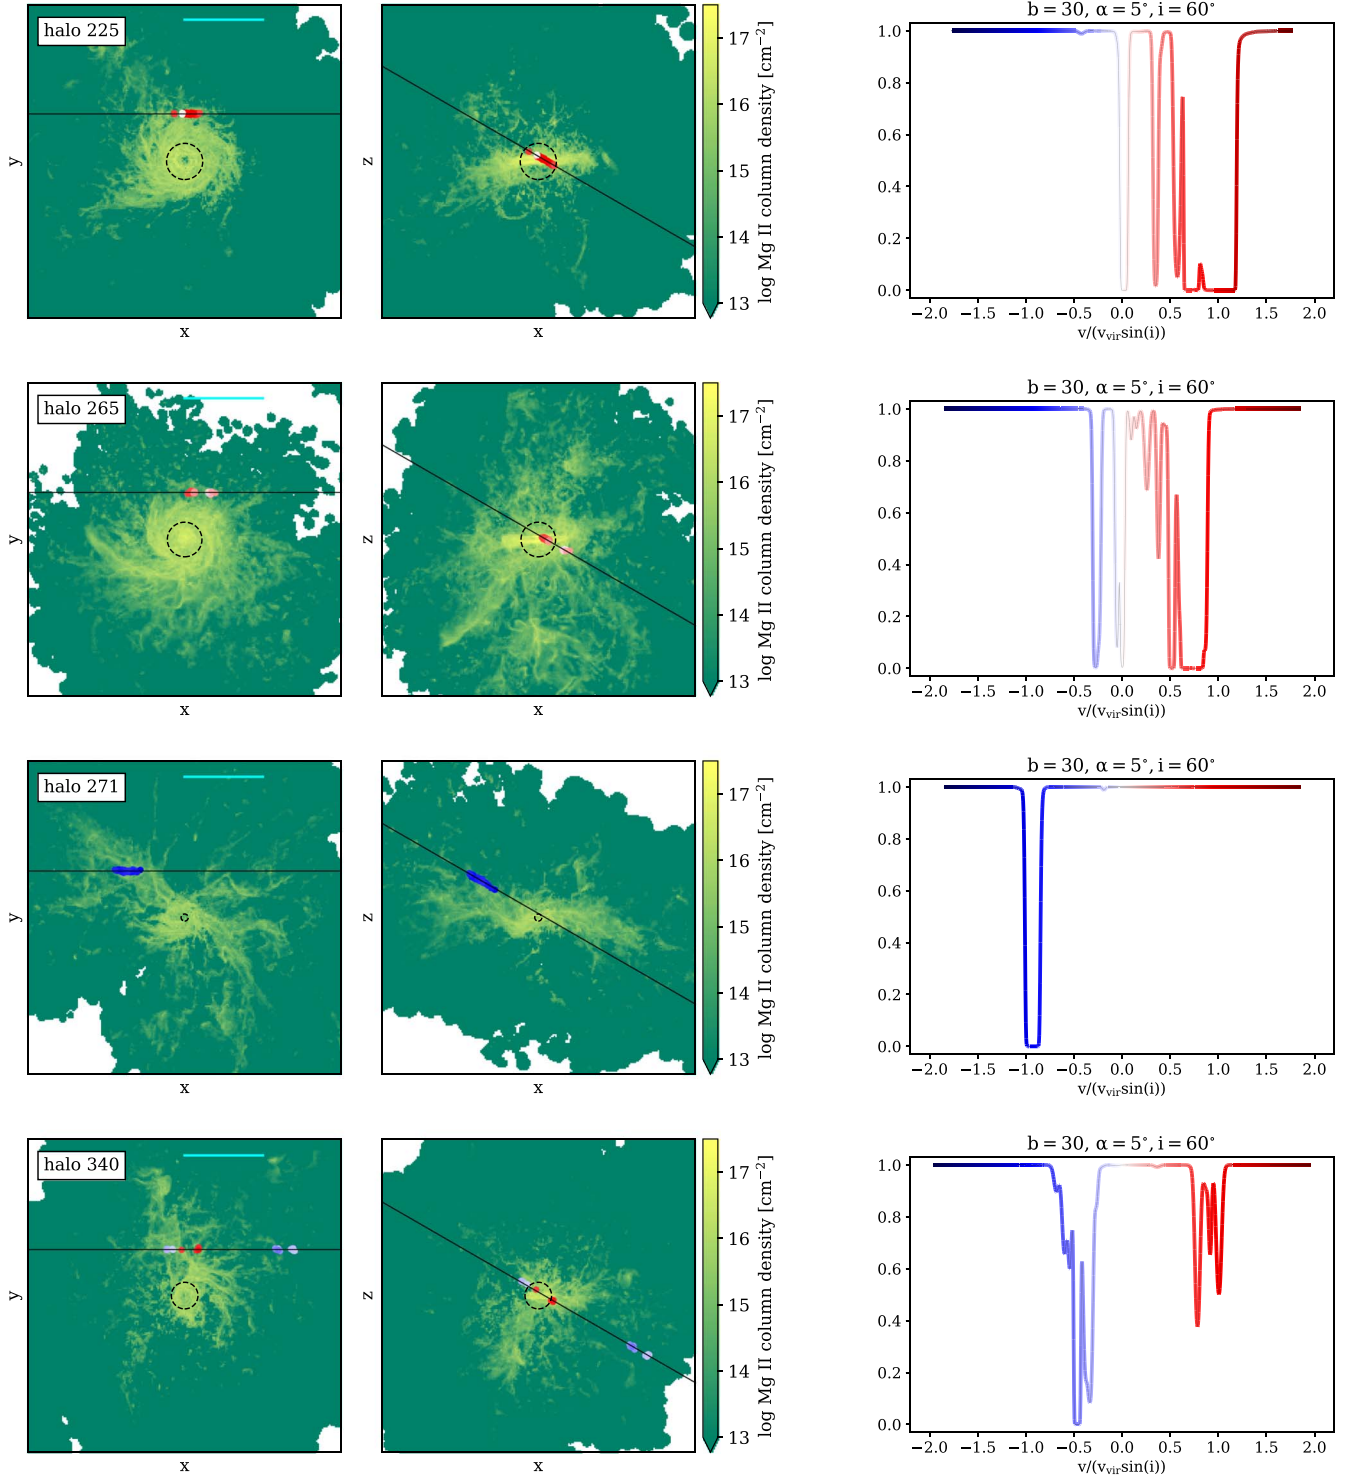 halo 225
y
x
z
x
17
16
15
14
13
log Mg II column density [cm⁻²]
b = 30, α = 5°, i = 60°
1.0
0.8
0.6
0.4
0.2
0.0
−2.0 −1.5 −1.0 −0.5 0.0 0.5 1.0 1.5 2.0
v/(v_vir sin(i))
halo 265
y
x
z
x
17
16
15
14
13
log Mg II column density [cm⁻²]
b = 30, α = 5°, i = 60°
1.0
0.8
0.6
0.4
0.2
0.0
−2.0 −1.5 −1.0 −0.5 0.0 0.5 1.0 1.5 2.0
v/(v_vir sin(i))
halo 271
y
x
z
x
17
16
15
14
13
log Mg II column density [cm⁻²]
b = 30, α = 5°, i = 60°
1.0
0.8
0.6
0.4
0.2
0.0
−2.0 −1.5 −1.0 −0.5 0.0 0.5 1.0 1.5 2.0
v/(v_vir sin(i))
halo 340
y
x
z
x
17
16
15
14
13
log Mg II column density [cm⁻²]
b = 30, α = 5°, i = 60°
1.0
0.8
0.6
0.4
0.2
0.0
−2.0 −1.5 −1.0 −0.5 0.0 0.5 1.0 1.5 2.0
v/(v_vir sin(i))